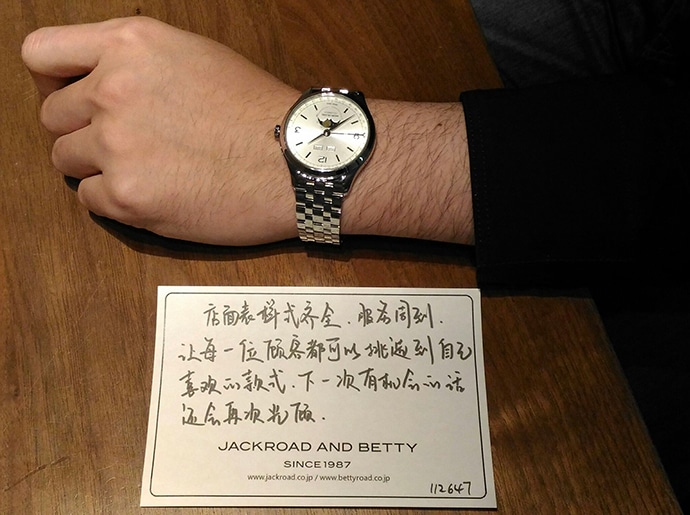 店面表样式齐全.服务周到.
让每一位顾客都可以挑选到自己
喜欢的款式.下一次有机会的话
还会再次光顾.
JACKROAD AND BETTY
SINCE1987
www.jackroad.co.jp / www.bettyroad.co.jp
112647